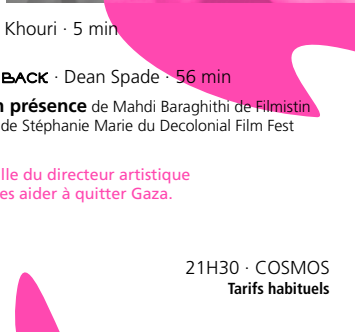 Khouri · 5 min
BACK · Dean Spade · 56 min
n présence de Mahdi Baraghithi de Filmistin
de Stéphanie Marie du Decolonial Film Fest
lle du directeur artistique
es aider à quitter Gaza.
21H30 · COSMOS
Tarifs habituels